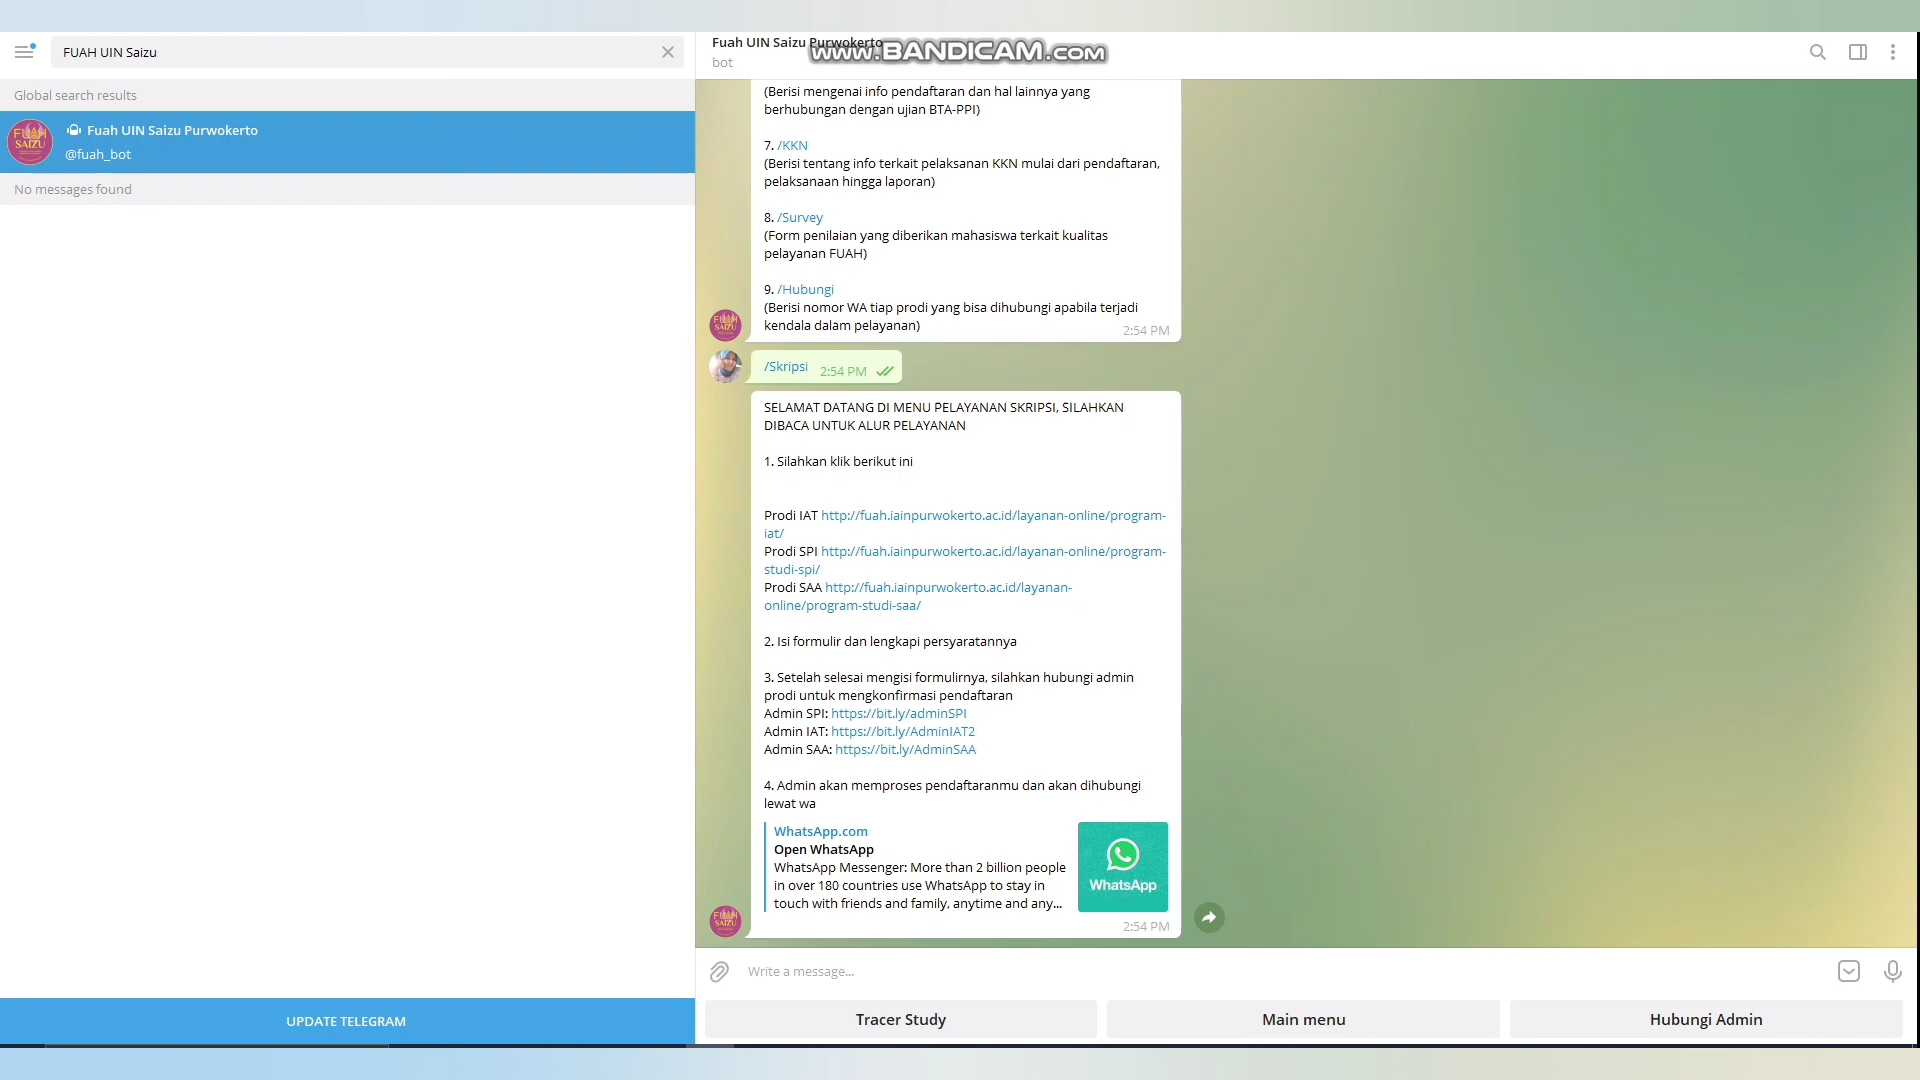 FUAH UIN Saizu
Global search results
Fuah UIN Saizu Purwokerto
@fuah_bot
No messages found
UPDATE TELEGRAM
Fuah UIN Saizu Purwokerto
bot
www.BANDICAM.com
(Berisi mengenai info pendaftaran dan hal lainnya yang
berhubungan dengan ujian BTA-PPI)
7. /KKN
(Berisi tentang info terkait pelaksanan KKN mulai dari pendaftaran,
pelaksanaan hingga laporan)
8. /Survey
(Form penilaian yang diberikan mahasiswa terkait kualitas
pelayanan FUAH)
9. /Hubungi
(Berisi nomor WA tiap prodi yang bisa dihubungi apabila terjadi
kendala dalam pelayanan)
2:54 PM
/Skripsi 2:54 PM
SELAMAT DATANG DI MENU PELAYANAN SKRIPSI, SILAHKAN
DIBACA UNTUK ALUR PELAYANAN
1. Silahkan klik berikut ini
Prodi IAT http://fuah.iainpurwokerto.ac.id/layanan-online/program-
iat/
Prodi SPI http://fuah.iainpurwokerto.ac.id/layanan-online/program-
studi-spi/
Prodi SAA http://fuah.iainpurwokerto.ac.id/layanan-
online/program-studi-saa/
2. Isi formulir dan lengkapi persyaratannya
3. Setelah selesai mengisi formulirnya, silahkan hubungi admin
prodi untuk mengkonfirmasi pendaftaran
Admin SPI: https://bit.ly/adminSPI
Admin IAT: https://bit.ly/AdminIAT2
Admin SAA: https://bit.ly/AdminSAA
4. Admin akan memproses pendaftaranmu dan akan dihubungi
lewat wa
WhatsApp.com
Open WhatsApp
WhatsApp Messenger: More than 2 billion people
in over 180 countries use WhatsApp to stay in
touch with friends and family, anytime and any...
WhatsApp
2:54 PM
FUAH
SAIZU
Write a message...
Tracer Study
Main menu
Hubungi Admin